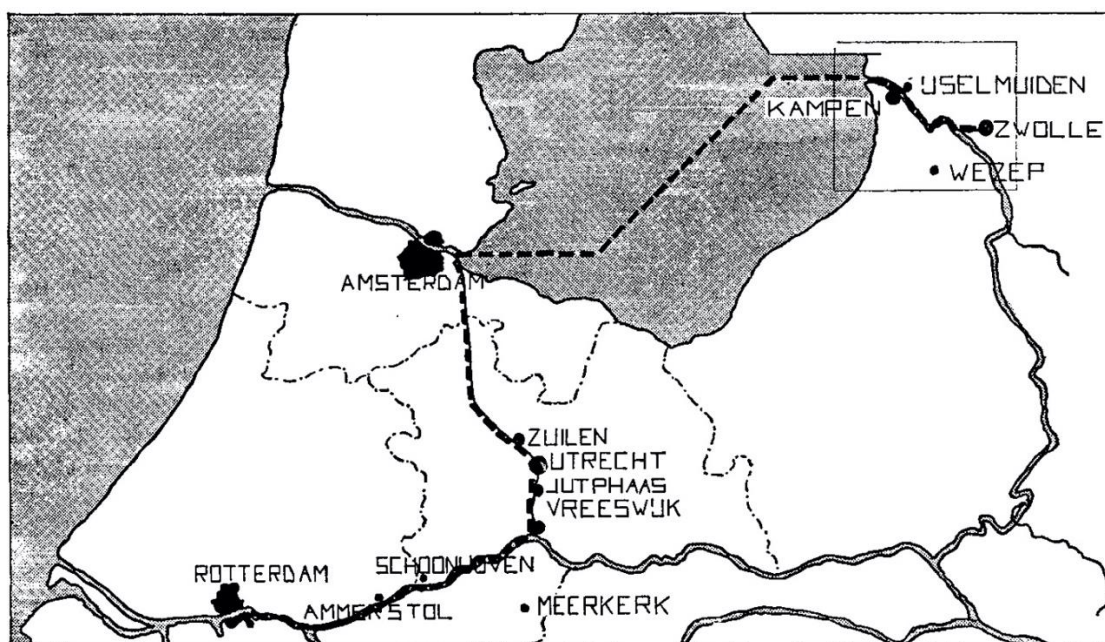 IJSELMUIDEN
KAMPEN
ZWOLLE
WEZEP
AMSTERDAM
ZUILEN
UTRECHT
JUTPHAAS
VREESWIJK
SCHOONHOVEN
ROTTERDAM
AMMERSTOL
MEERKERK